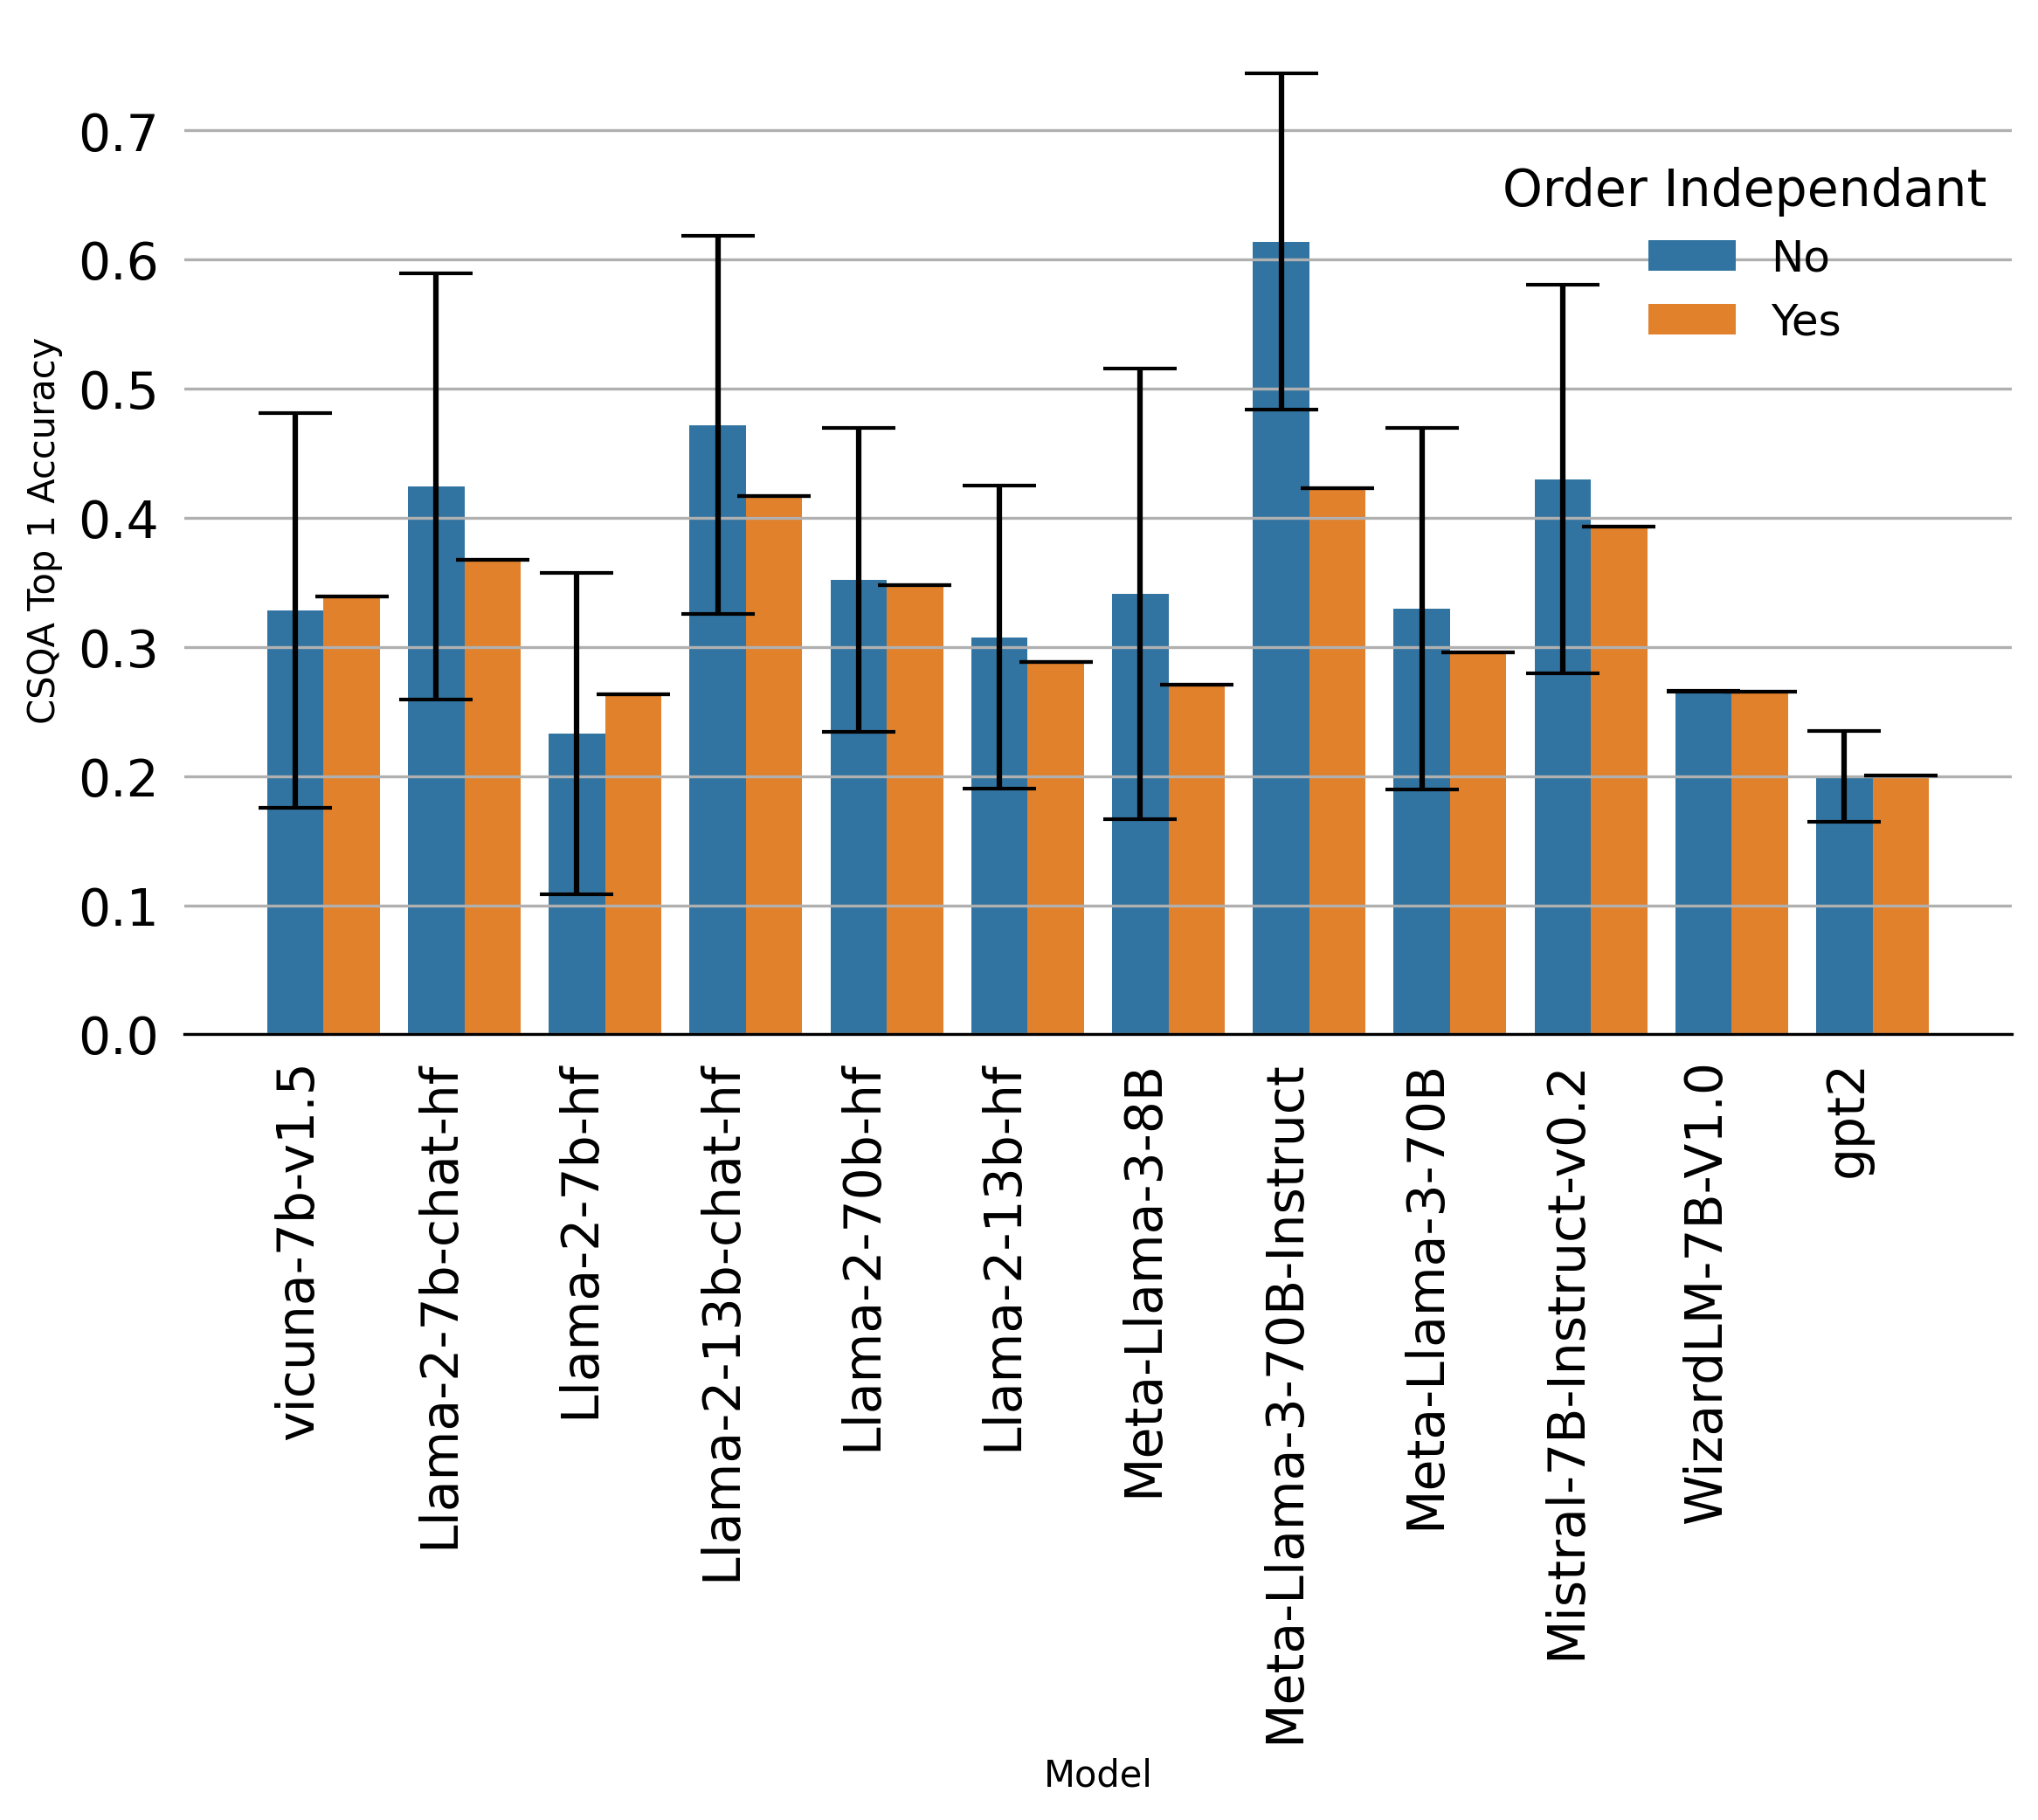 CSQA Top 1 Accuracy
0.7
0.6
0.5
0.4
0.3
0.2
0.1
0.0
Order Independant
No
Yes
vicuna-7b-v1.5
Llama-2-7b-chat-hf
Llama-2-7b-hf
Llama-2-13b-chat-hf
Llama-2-70b-hf
Llama-2-13b-hf
Meta-Llama-3-8B
Meta-Llama-3-70B-Instruct
Meta-Llama-3-70B
Mistral-7B-Instruct-v0.2
WizardLM-7B-V1.0
gpt2
Model